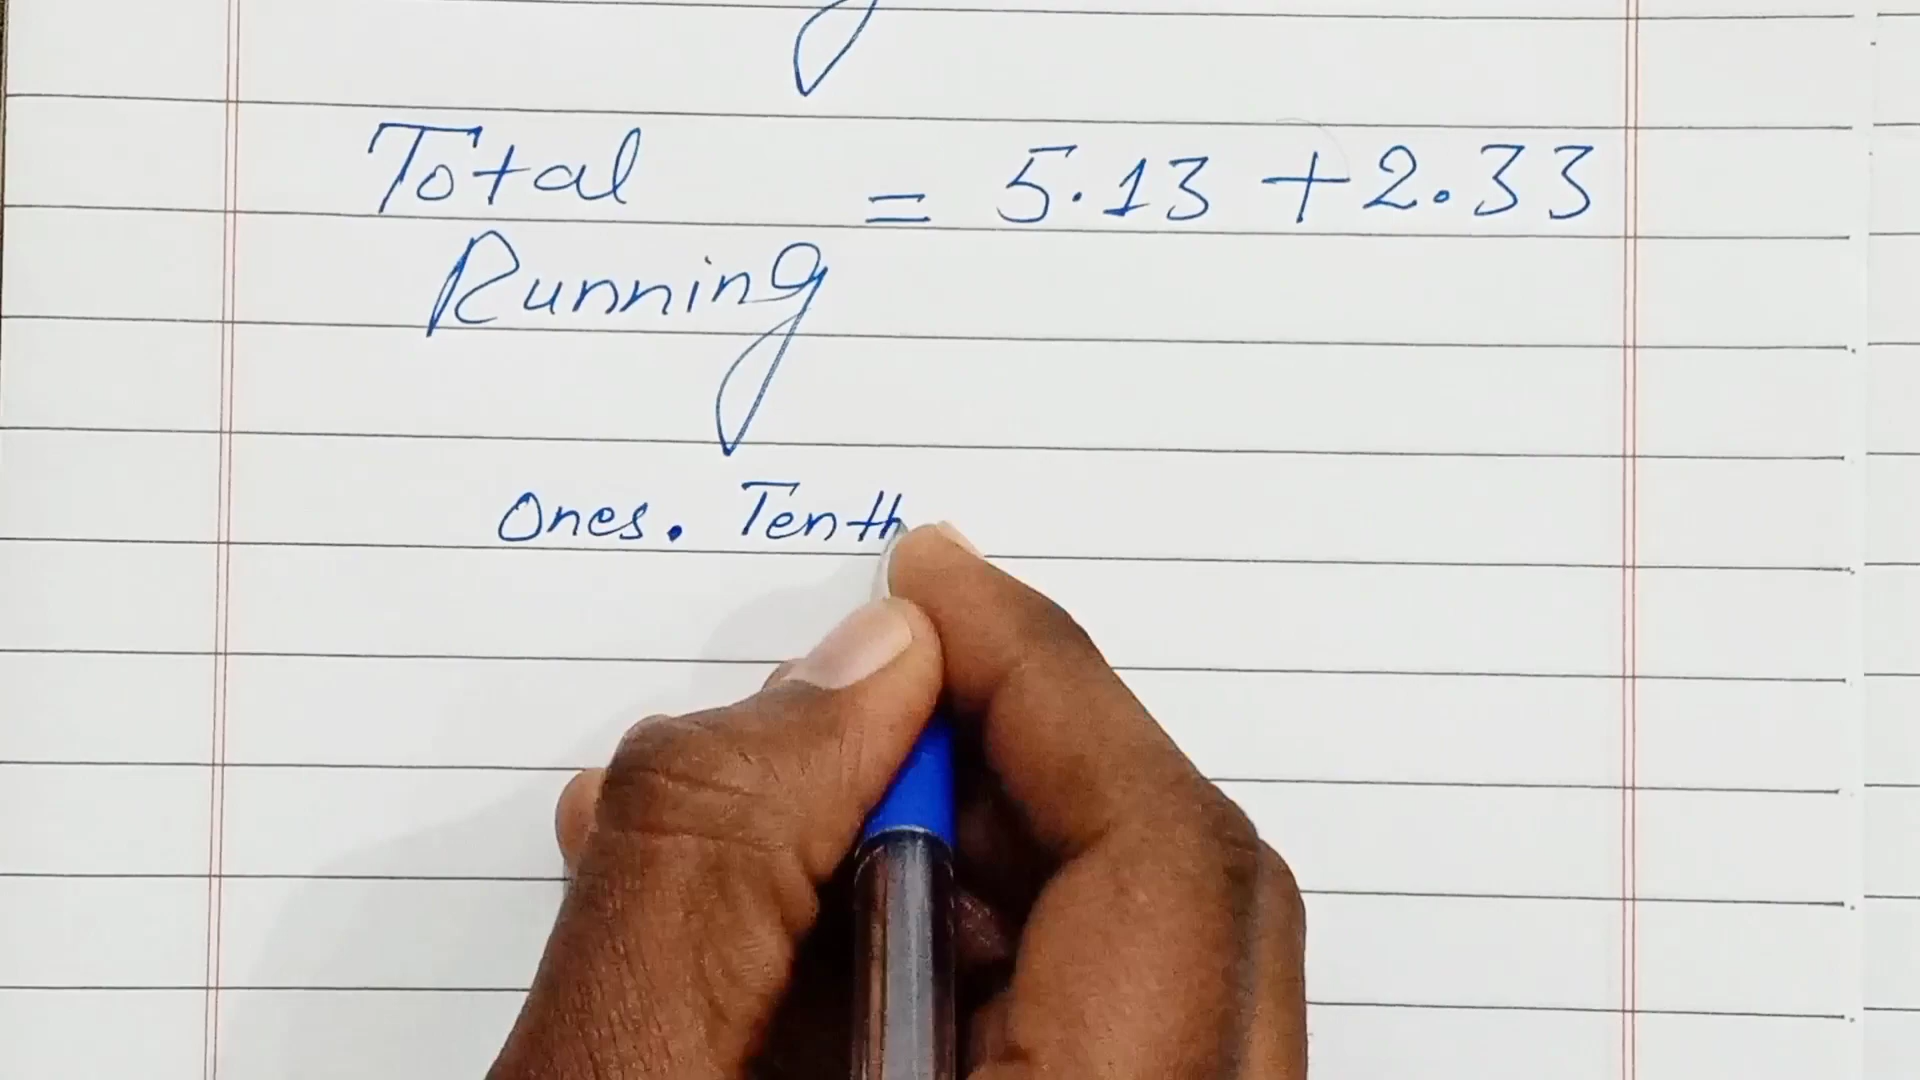 Total = 5.13 + 2.33
Running
Ones. Tenth